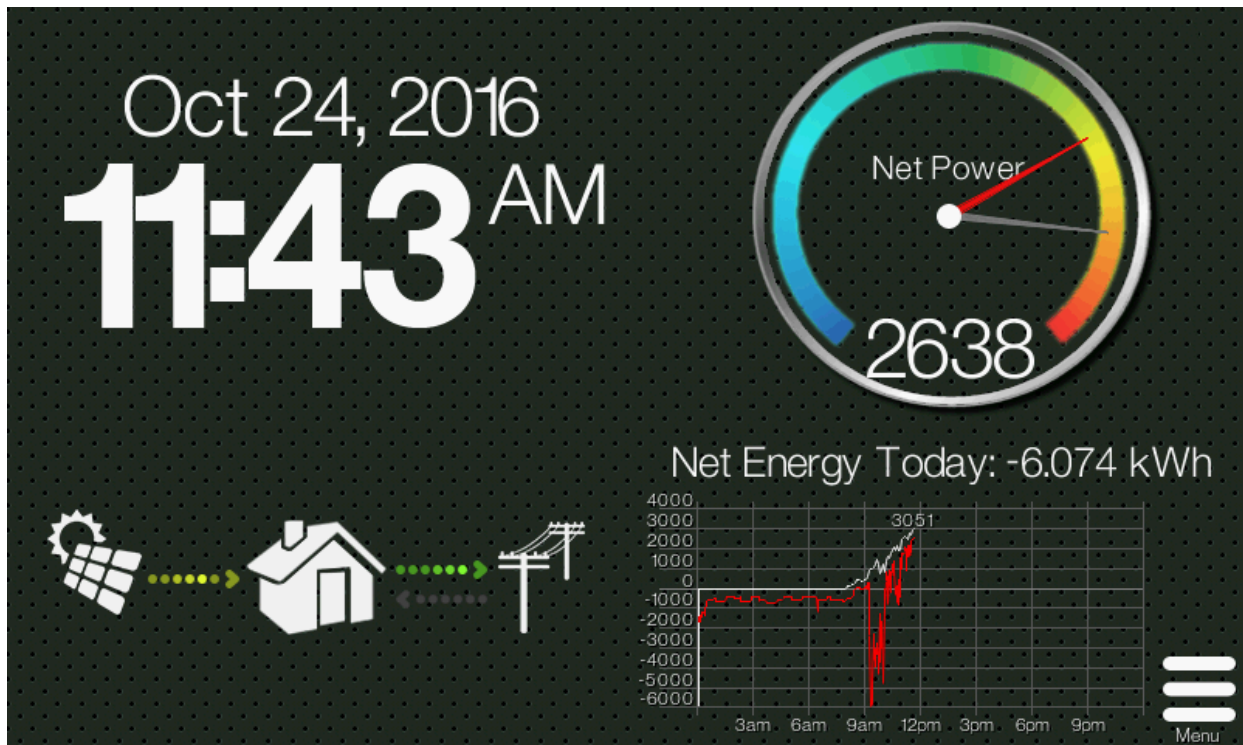 Oct 24, 2016
11:43 AM
Net Power
2638
Net Energy Today: -6.074 kWh
4000
3000
2000
1000
0
-1000
-2000
-3000
-4000
-5000
-6000
3051
3am 6am 9am 12pm 3pm 6pm 9pm
Menu